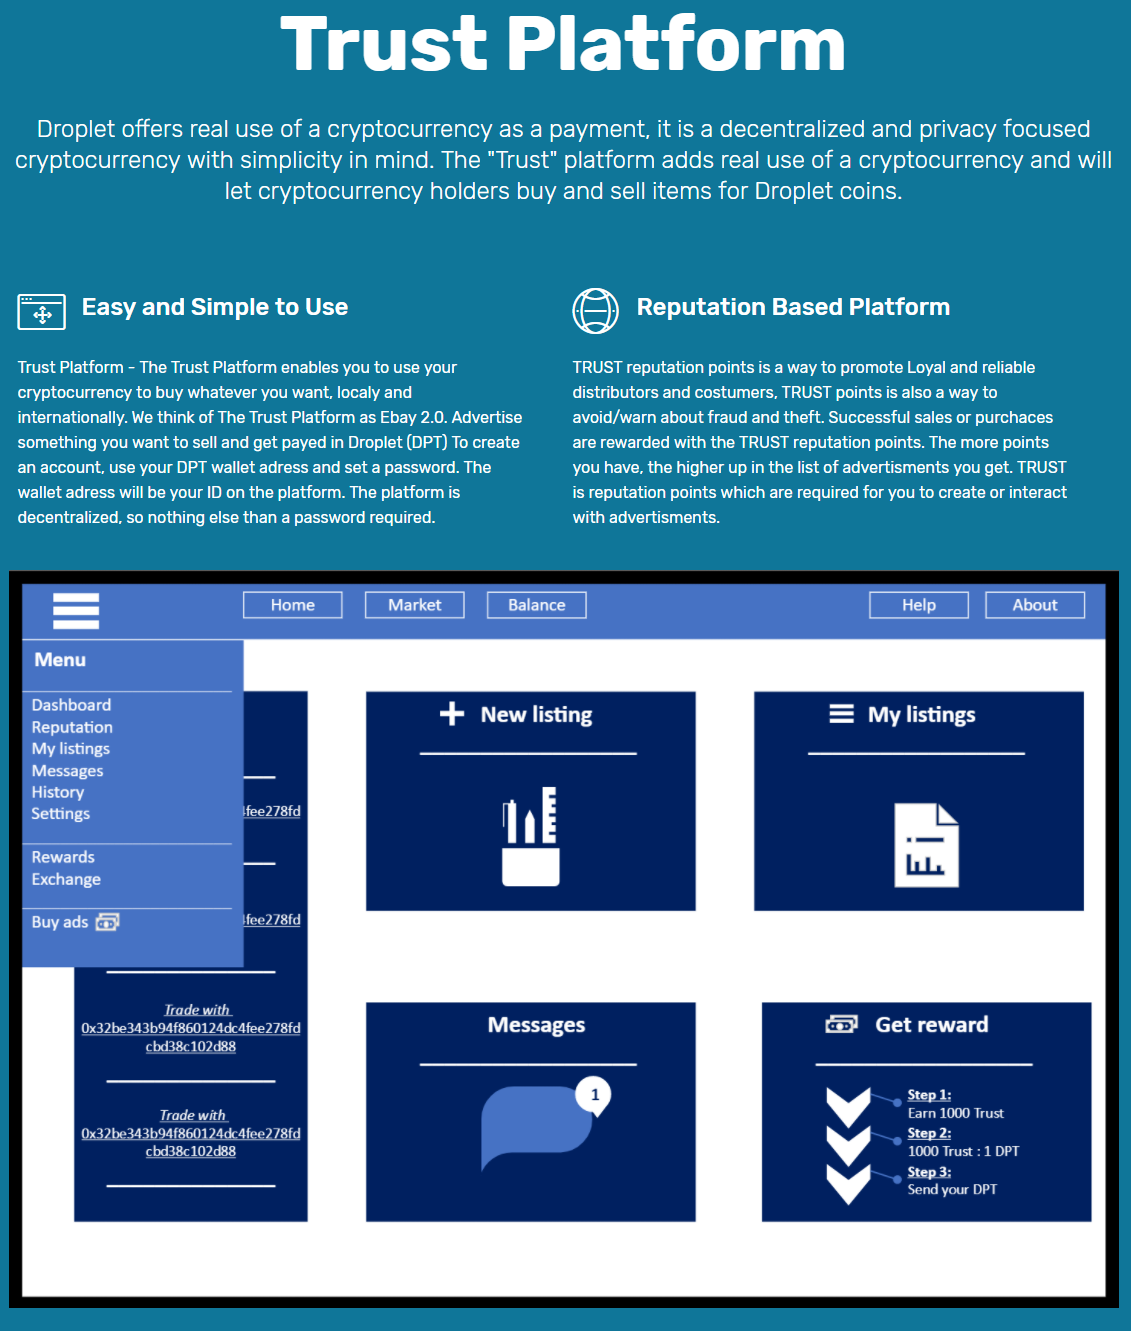 Trust Platform
Droplet offers real use of a cryptocurrency as a payment, it is a decentralized and privacy focused
cryptocurrency with simplicity in mind. The "Trust" platform adds real use of a cryptocurrency and will
let cryptocurrency holders buy and sell items for Droplet coins.
Easy and Simple to Use
Trust Platform - The Trust Platform enables you to use your
cryptocurrency to buy whatever you want, localy and
internationally. We think of The Trust Platform as Ebay 2.0. Advertise
something you want to sell and get payed in Droplet (DPT) To create
an account, use your DPT wallet adress and set a password. The
wallet adress will be your ID on the platform. The platform is
decentralized, so nothing else than a password required.
Reputation Based Platform
TRUST reputation points is a way to promote Loyal and reliable
distributors and costumers, TRUST points is also a way to
avoid/warn about fraud and theft. Successful sales or purchaces
are rewarded with the TRUST reputation points. The more points
you have, the higher up in the list of advertisments you get. TRUST
is reputation points which are required for you to create or interact
with advertisments.
Home
Market
Balance
Help
About
Menu
Dashboard
Reputation
My listings
Messages
History
Settings
Rewards
Exchange
Buy ads
4fee278fd
4fee278fd
Trade with
0x32be343b94f860124dc4fee278fd
cbd38c102d88
Trade with
0x32be343b94f860124dc4fee278fd
cbd38c102d88
New listing
My listings
Messages
1
Get reward
Step 1:
Earn 1000 Trust
Step 2:
1000 Trust : 1 DPT
Step 3:
Send your DPT